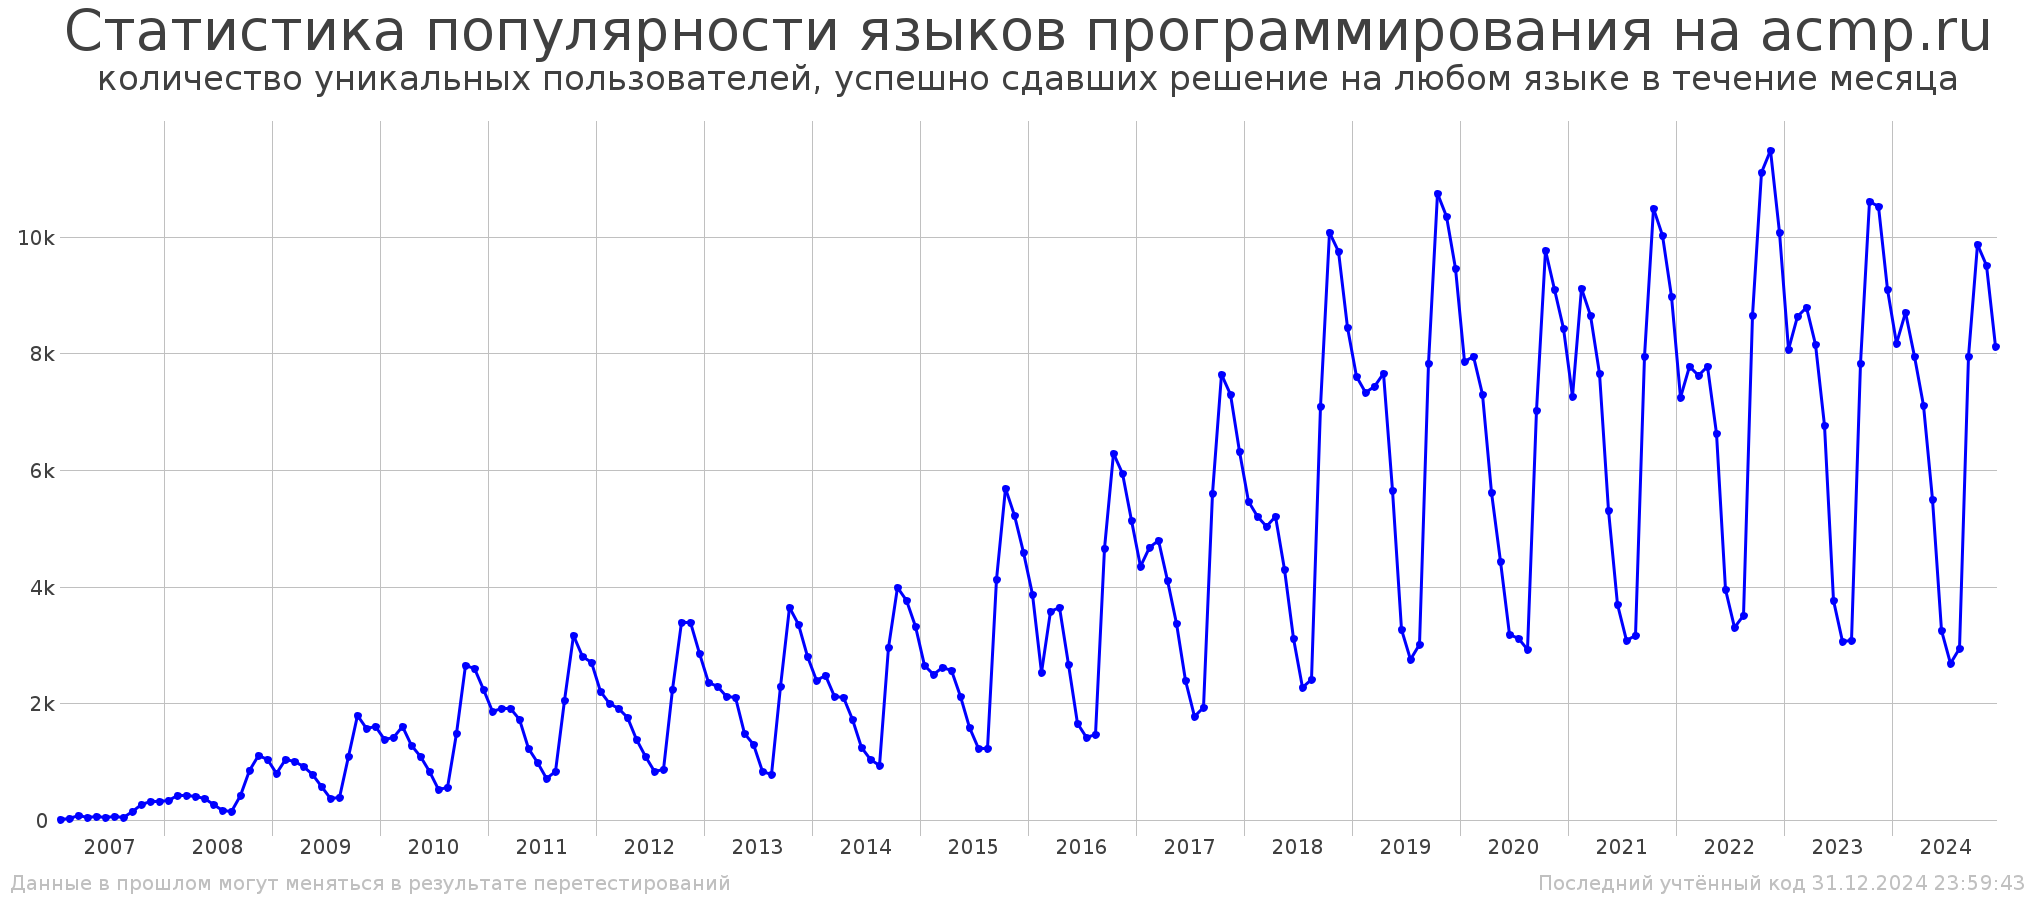 Статистика популярности языков программирования на acmp.ru
количество уникальных пользователей, успешно сдавших решение на любом языке в течение месяца
10k
8k
6k
4k
2k
0
2007 2008 2009 2010 2011 2012 2013 2014 2015 2016 2017 2018 2019 2020 2021 2022 2023 2024
Данные в прошлом могут меняться в результате перетестирований
Последний учтённый код 31.12.2024 23:59:43